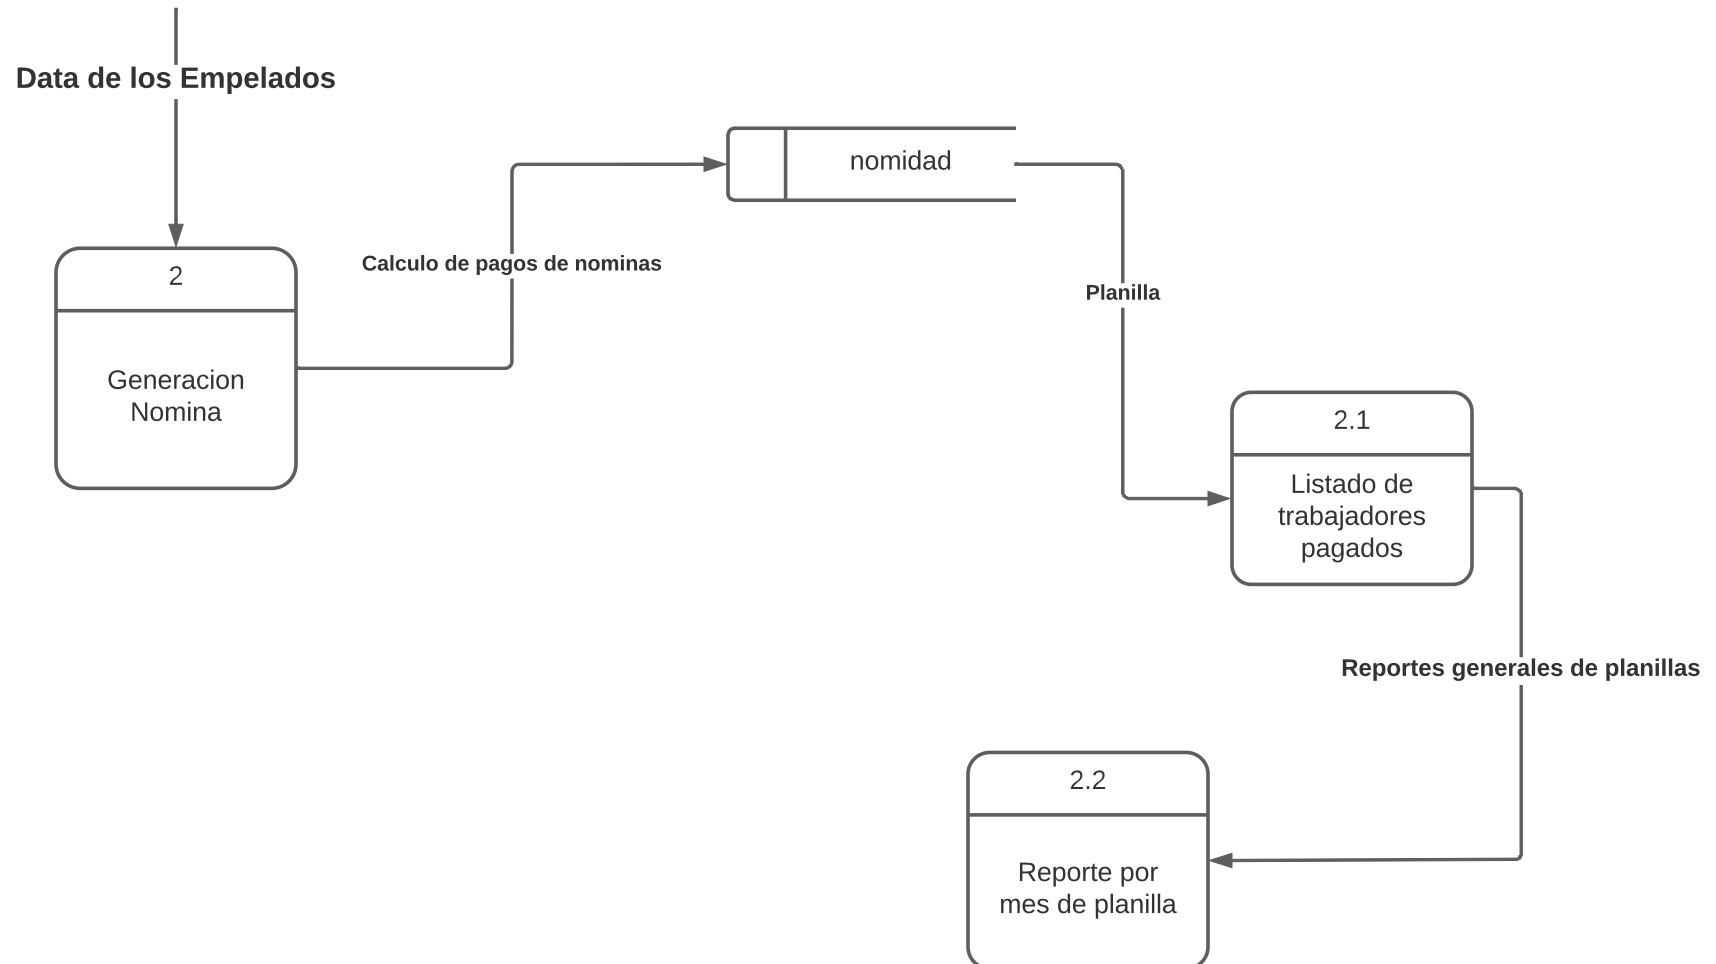 Data de los Empelados
nomidad
2
Calculo de pagos de nominas
Planilla
Generacion
Nomina
2.1
Listado de
trabajadores
pagados
Reportes generales de planillas
2.2
Reporte por
mes de planilla